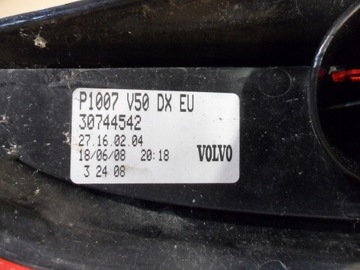 P1007 V50 DX EU
30744542
27.16.02.04
18/06/08 20:18 VOLVO
3 24 08